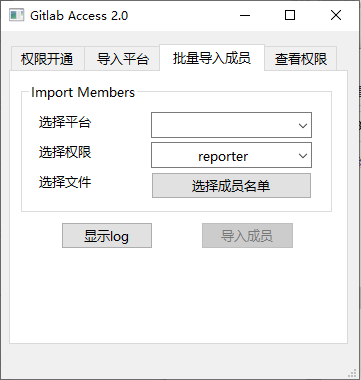 Gitlab Access 2.0
权限开通 导入平台 批量导入成员 查看权限
Import Members
选择平台
选择权限 reporter
选择文件 选择成员名单
显示log 导入成员